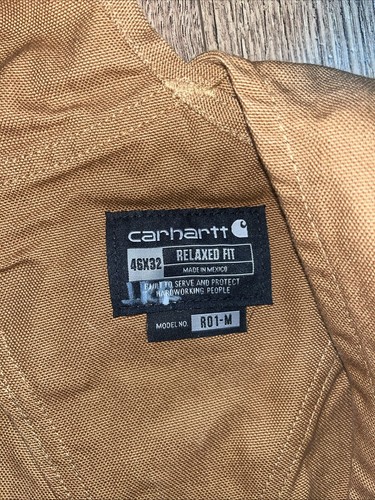 carhartt
46X32 RELAXED FIT
MADE IN MEXICO
BUILT TO SERVE AND PROTECT
HARDWORKING PEOPLE
MODEL NO. R01-M